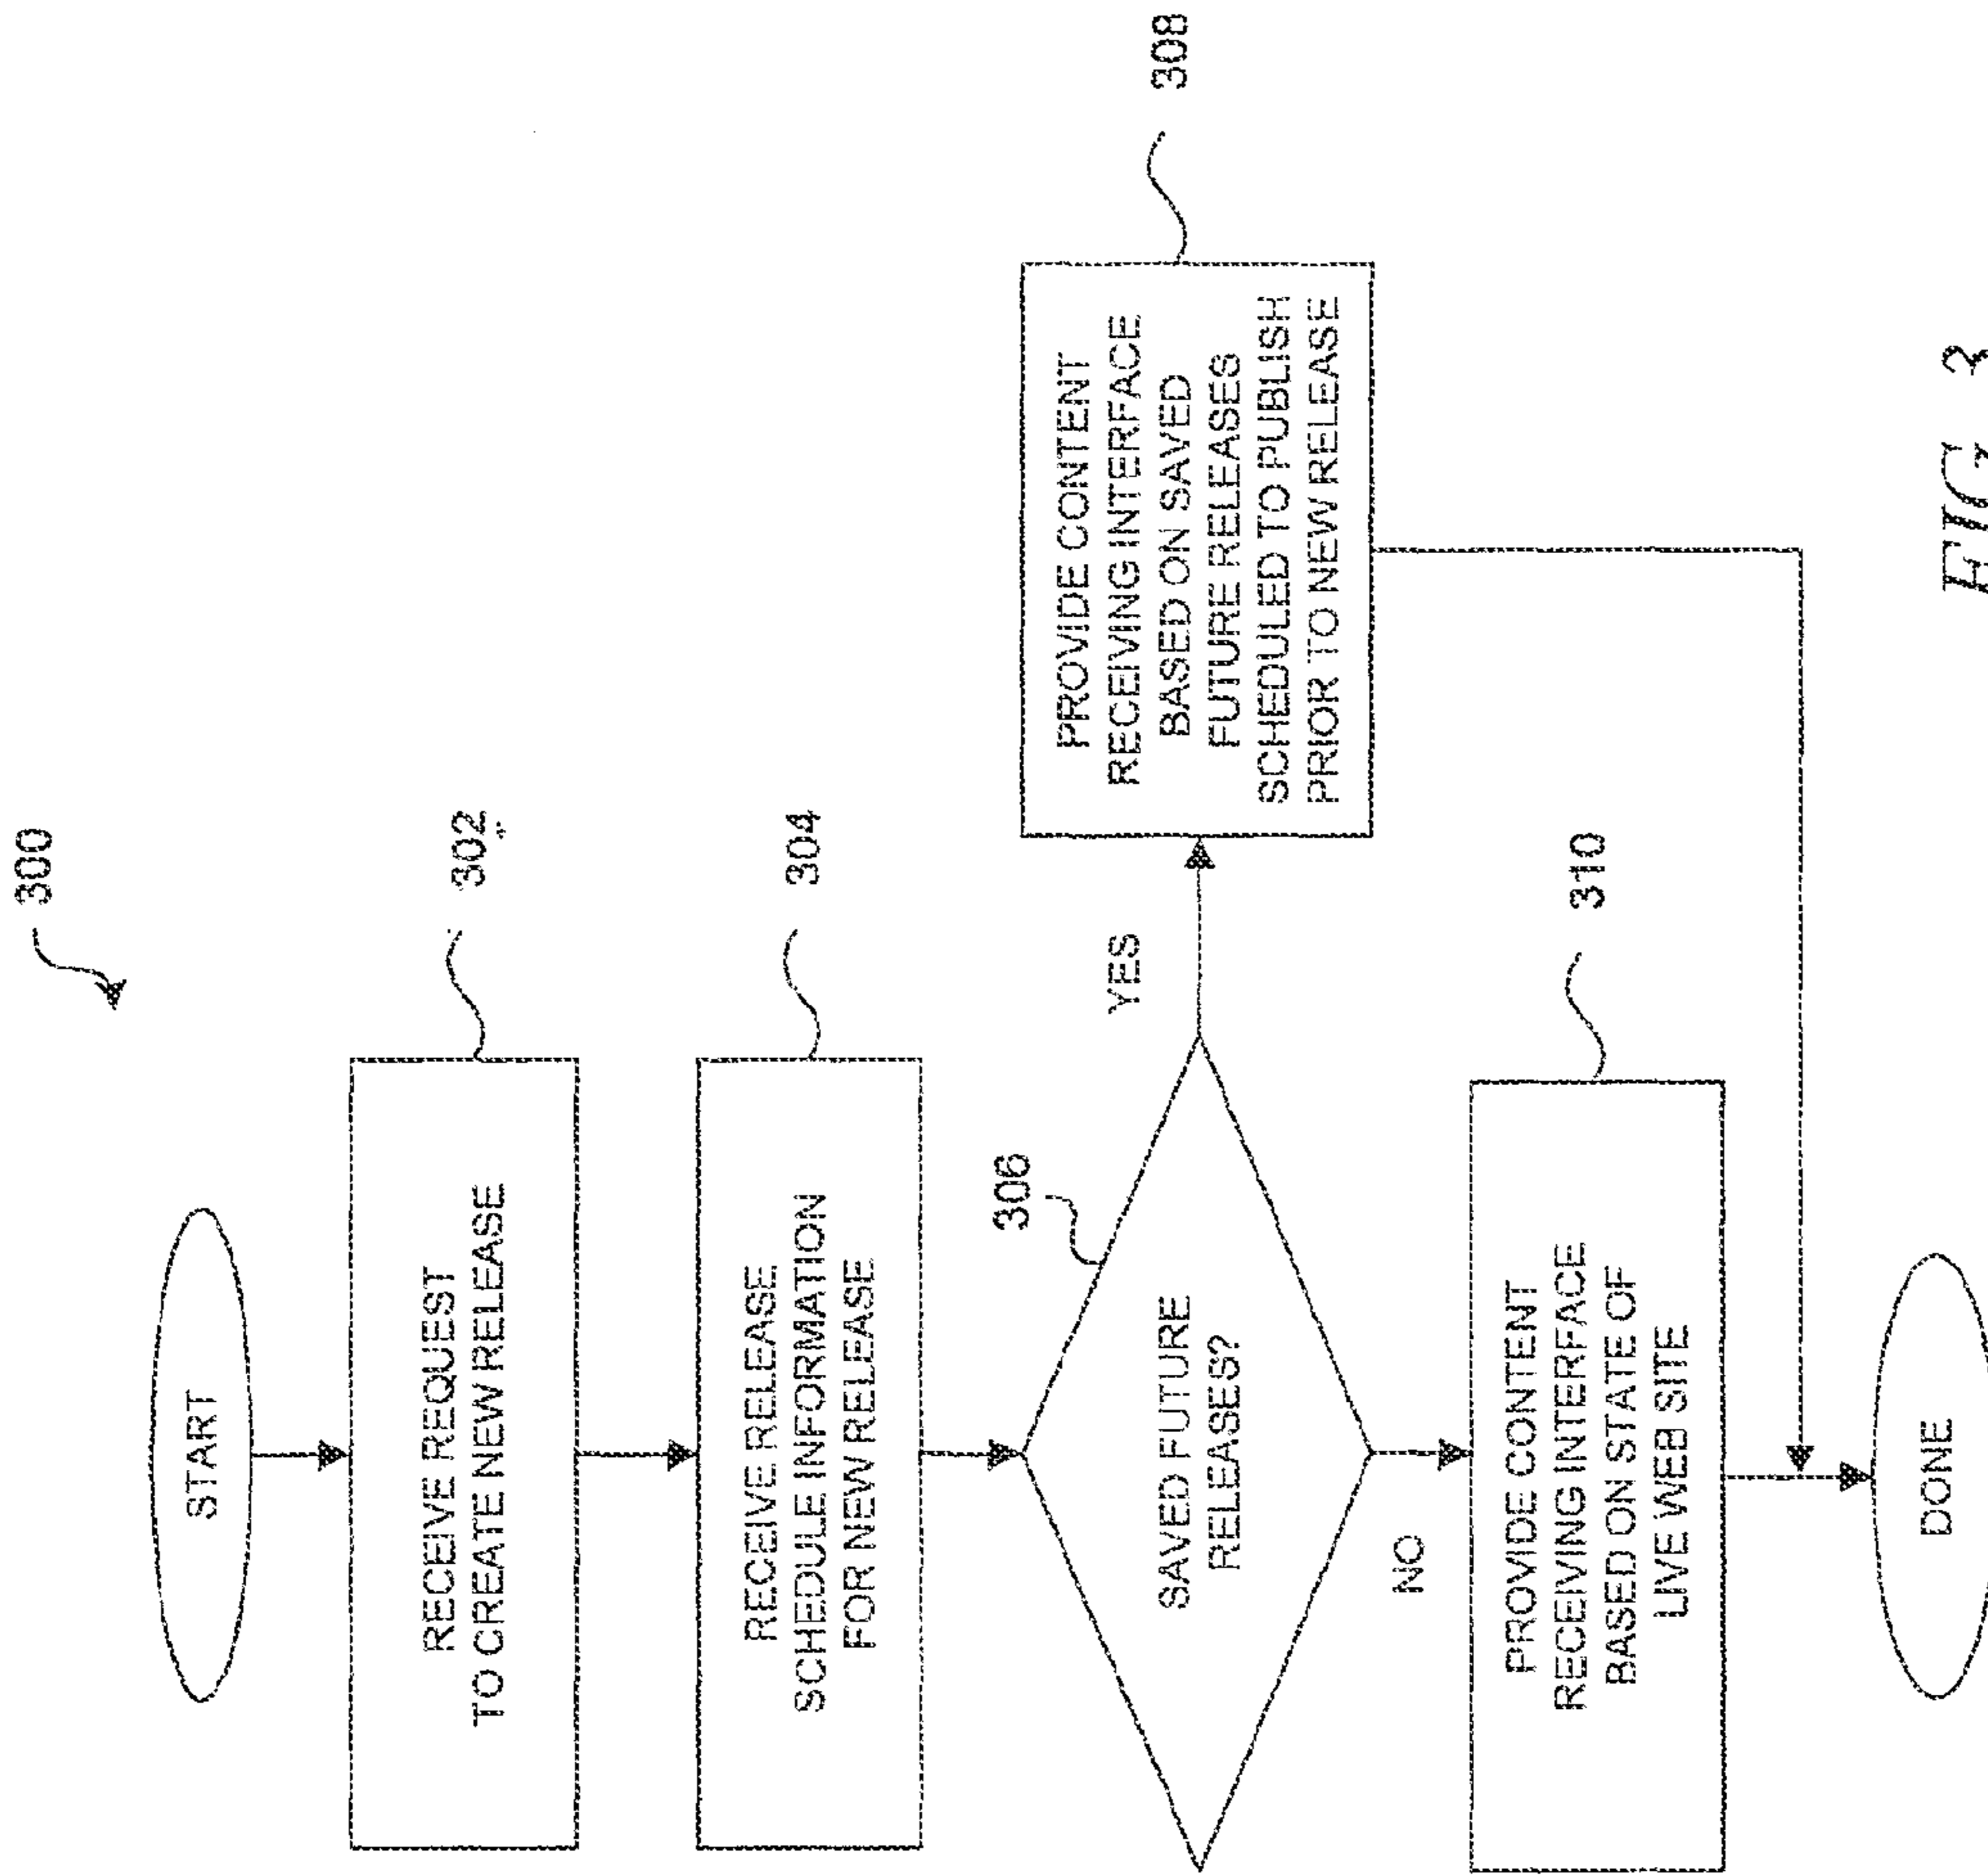 300
START
RECEIVE REQUEST
TO CREATE NEW RELEASE
302
RECEIVE RELEASE
SCHEDULE INFORMATION
FOR NEW RELEASE
304
306
SAVED FUTURE
RELEASES?
YES
PROVIDE CONTENT
RECEIVING INTERFACE
BASED ON SAVED
FUTURE RELEASES
SCHEDULED TO PUBLISH
PRIOR TO NEW RELEASE
308
NO
PROVIDE CONTENT
RECEIVING INTERFACE
BASED ON STATE OF
LIVE WEB SITE
310
DONE
FIG. 3